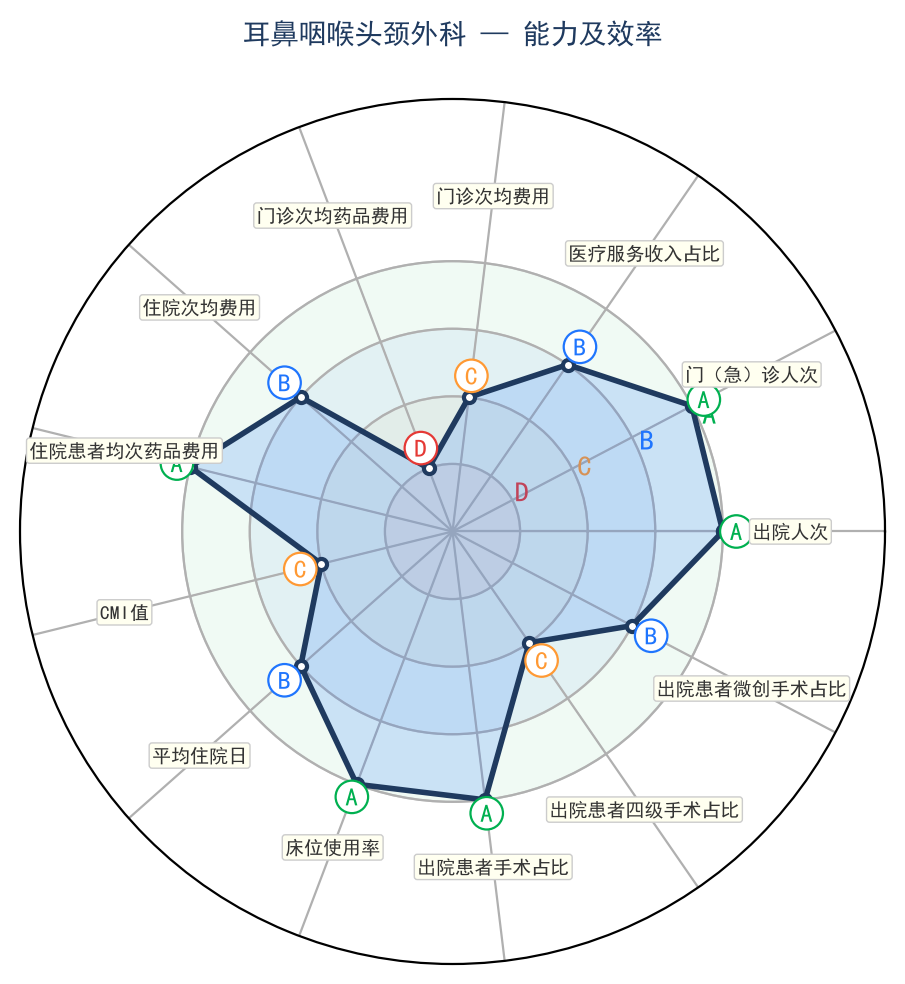 耳鼻咽喉头颈外科 — 能力及效率
门诊次均费用
门诊次均药品费用
医疗服务收入占比
住院次均费用
B
C
B
门（急）诊人次
A
A
B
D
住院患者均次药品费用
A
C
D
A
出院人次
C
CMI值
B
出院患者微创手术占比
C
B
平均住院日
A
出院患者四级手术占比
A
床位使用率
出院患者手术占比